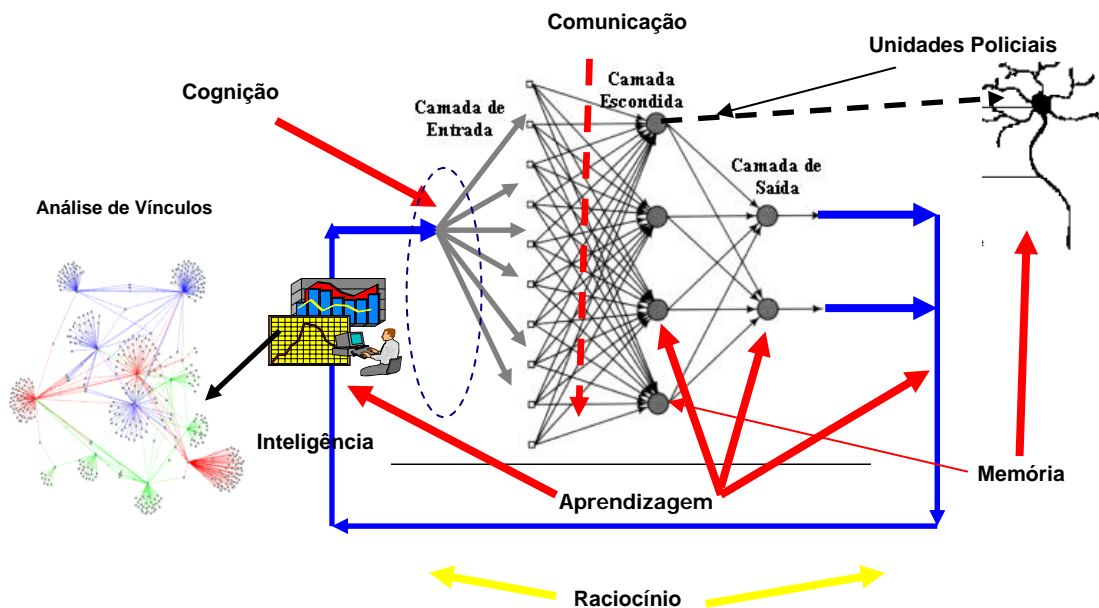 Comunicação
Unidades Policiais
Camada
Escondida
Cognição
Camada de
Entrada
Camada de
Saída
Análise de Vínculos
Inteligência
Memória
Aprendizagem
Raciocínio